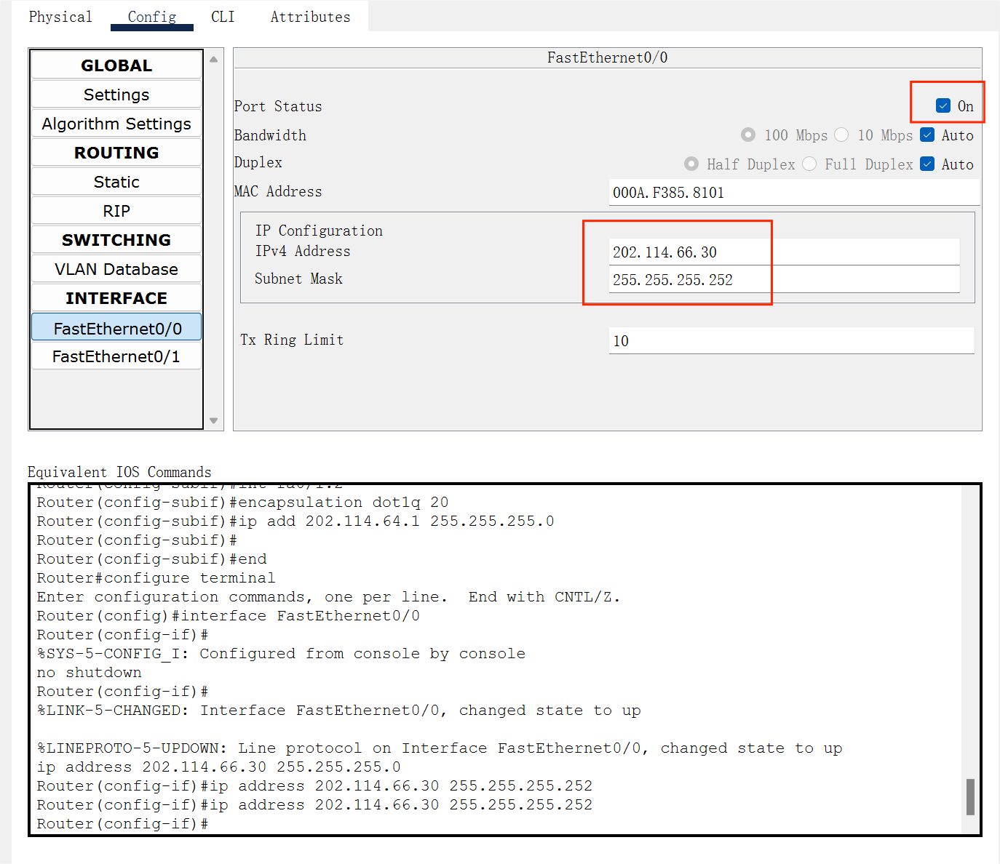 Physical Config CLI Attributes
GLOBAL
Settings
Algorithm Settings
ROUTING
Static
RIP
SWITCHING
VLAN Database
INTERFACE
FastEthernet0/0
FastEthernet0/1
FastEthernet0/0
Port Status On
Bandwidth 100 Mbps 10 Mbps Auto
Duplex Half Duplex Full Duplex Auto
MAC Address 000A.F385.8101
IP Configuration
IPv4 Address 202.114.66.30
Subnet Mask 255.255.255.252
Tx Ring Limit 10
Equivalent IOS Commands
Router(config-subif)#int fa0/1.2
Router(config-subif)#encapsulation dot1q 20
Router(config-subif)#ip add 202.114.64.1 255.255.255.0
Router(config-subif)#
Router(config-subif)#end
Router#configure terminal
Enter configuration commands, one per line.  End with CNTL/Z.
Router(config)#interface FastEthernet0/0
Router(config-if)#
%SYS-5-CONFIG_I: Configured from console by console
no shutdown
Router(config-if)#
%LINK-5-CHANGED: Interface FastEthernet0/0, changed state to up
%LINEPROTO-5-UPDOWN: Line protocol on Interface FastEthernet0/0, changed state to up
ip address 202.114.66.30 255.255.255.0
Router(config-if)#ip address 202.114.66.30 255.255.255.252
Router(config-if)#ip address 202.114.66.30 255.255.255.252
Router(config-if)#